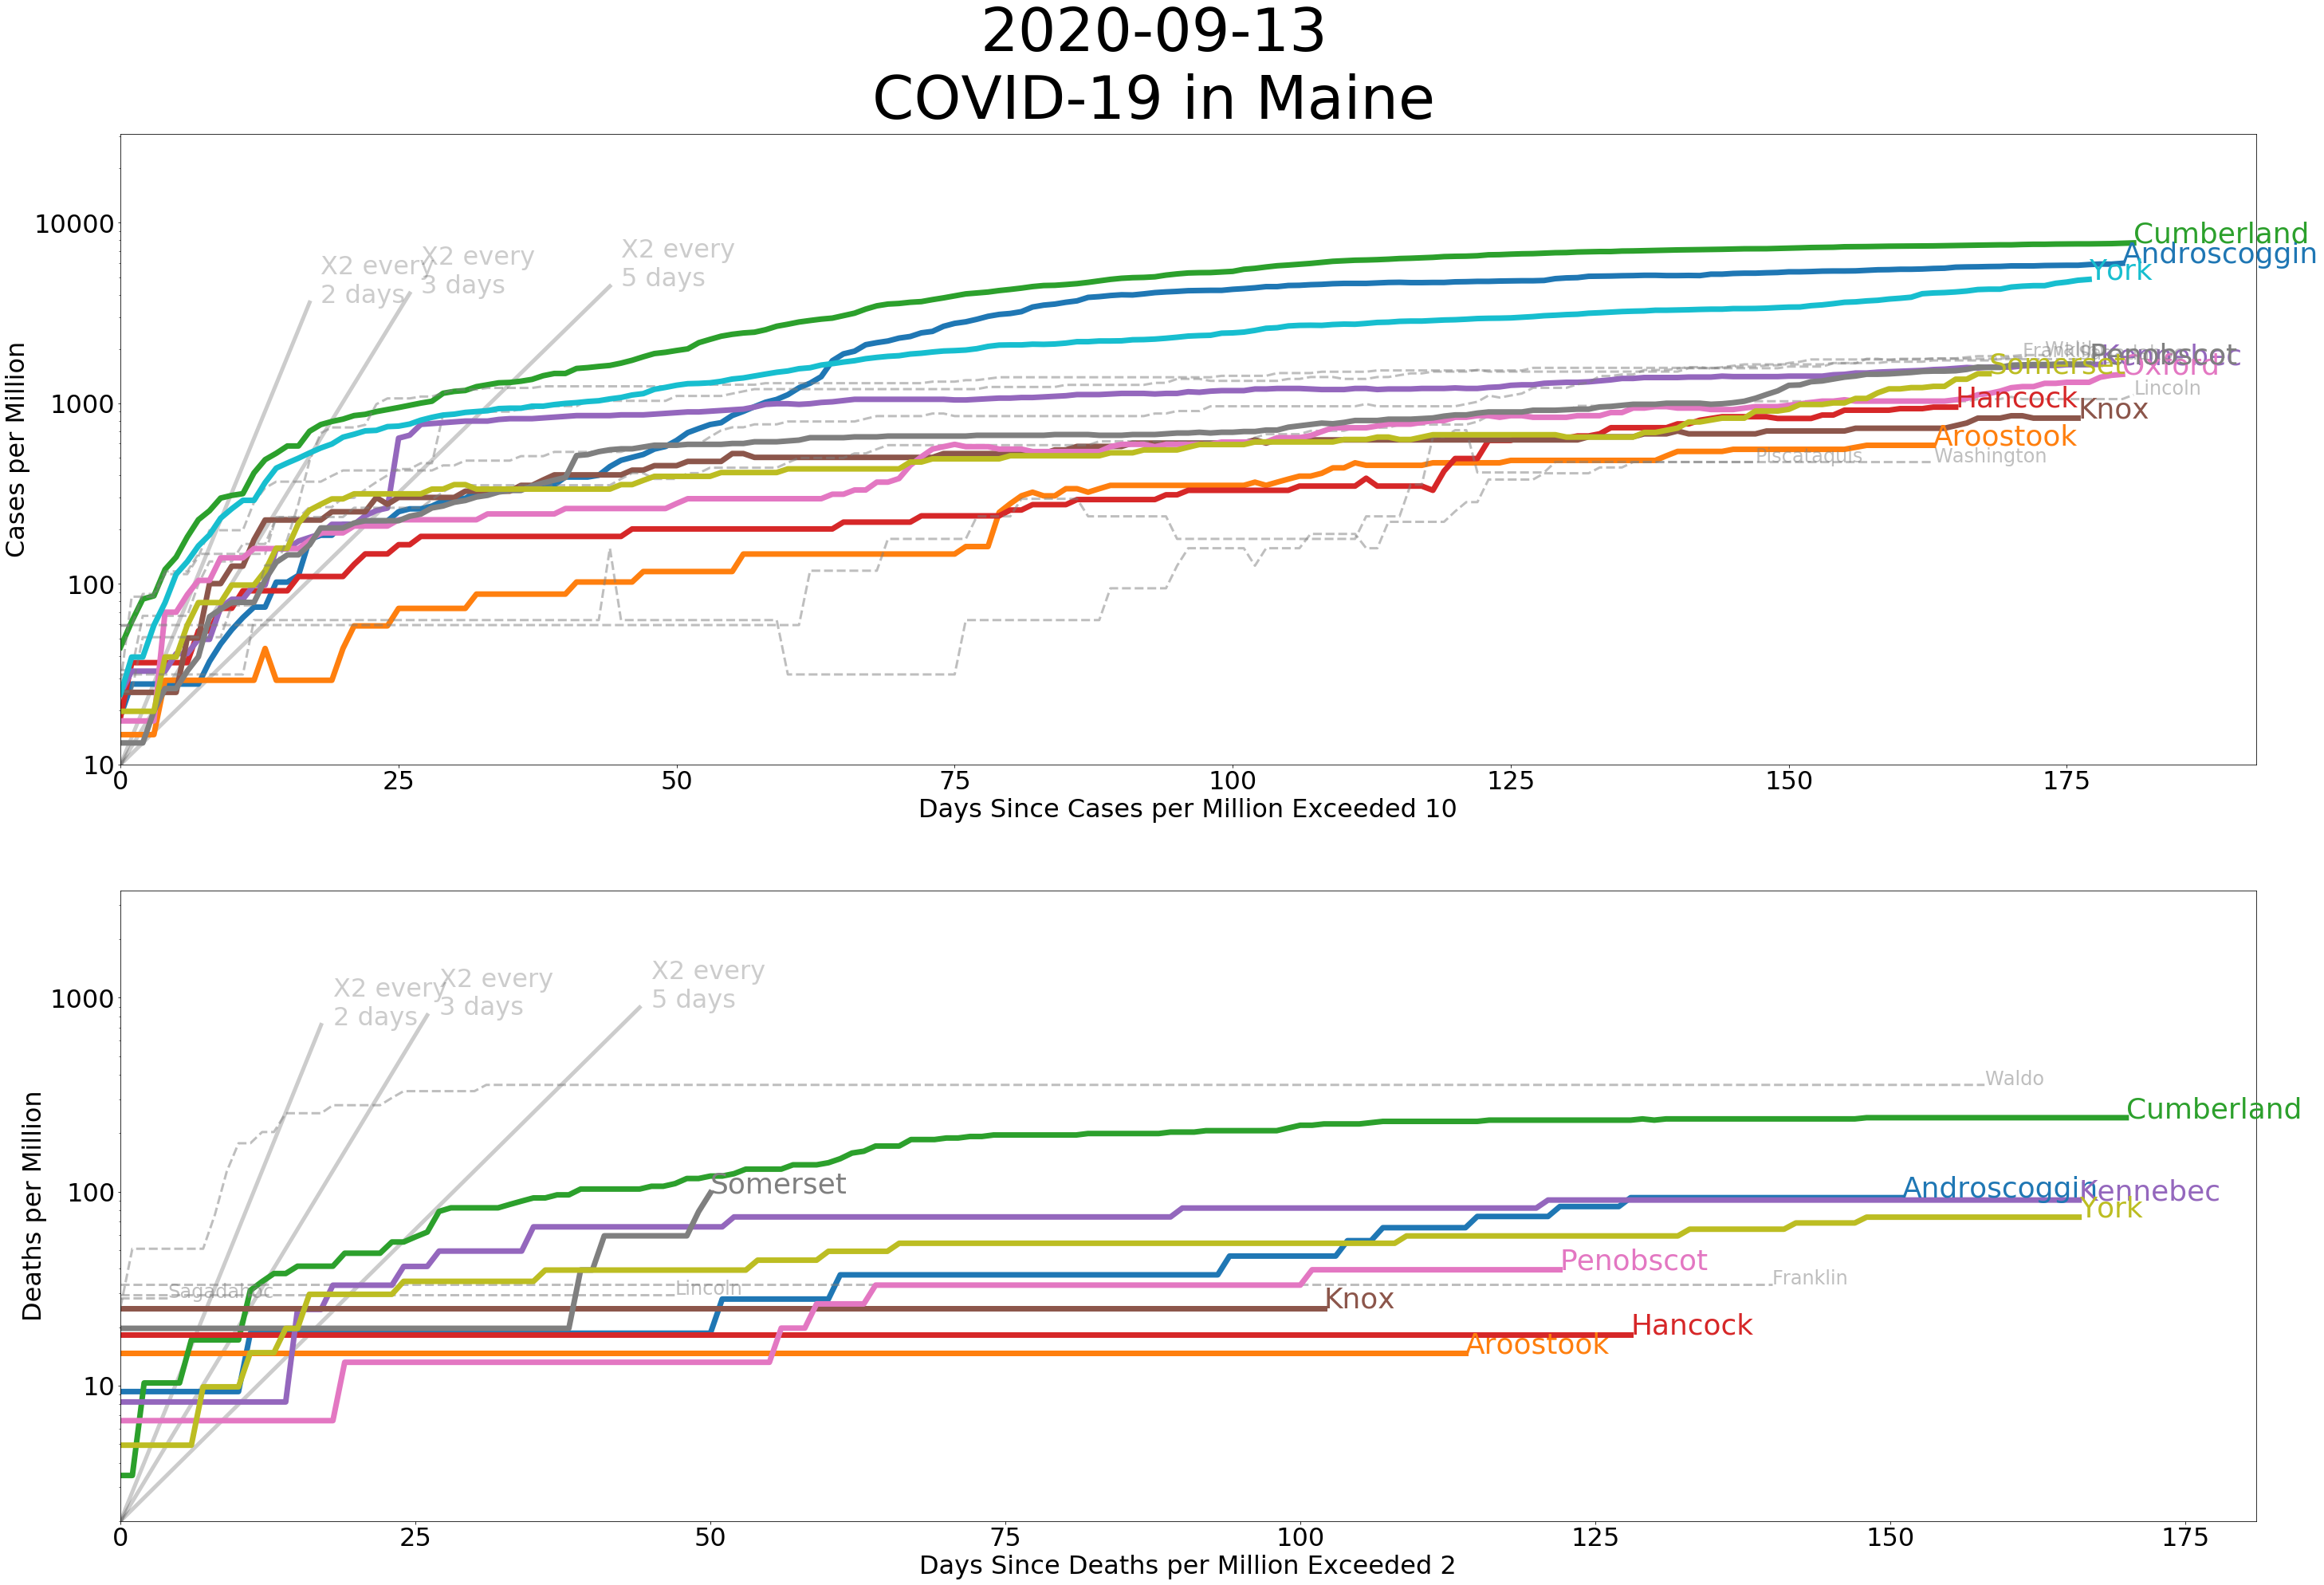 2020-09-13
COVID-19 in Maine
Cases per Million
10000
1000
100
10
X2 every
2 days
X2 every
3 days
X2 every
5 days
Cumberland
Androscoggin
York
Franklin
Waldo
Penobscot
Kennebec
Somerset
Oxford
Lincoln
Hancock
Knox
Aroostook
Piscataquis
Washington
0
25
50
75
100
125
150
175
Days Since Cases per Million Exceeded 10
Deaths per Million
1000
100
10
X2 every
2 days
X2 every
3 days
X2 every
5 days
Waldo
Cumberland
Somerset
Androscoggin
Kennebec
York
Penobscot
Franklin
Sagadahoc
Lincoln
Knox
Hancock
Aroostook
0
25
50
75
100
125
150
175
Days Since Deaths per Million Exceeded 2